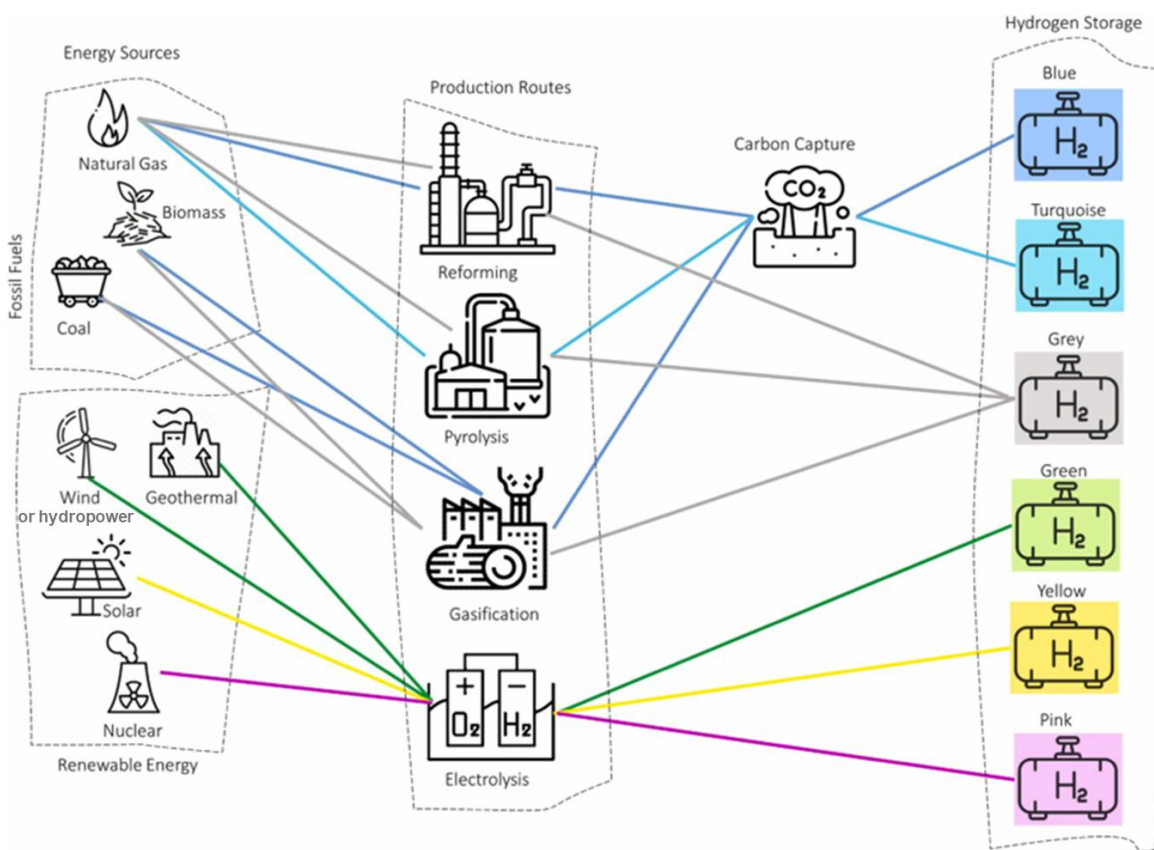 Hydrogen Storage
Energy Sources
Blue
Production Routes
H₂
Carbon Capture
Natural Gas
CO₂
Biomass
Turquoise
Fossil Fuels
H₂
Reforming
Coal
Grey
H₂
Pyrolysis
Green
Wind
or hydropower
Geothermal
H₂
Yellow
Solar
Gasification
H₂
+ −
O₂ H₂
Pink
Nuclear
Renewable Energy
Electrolysis
H₂